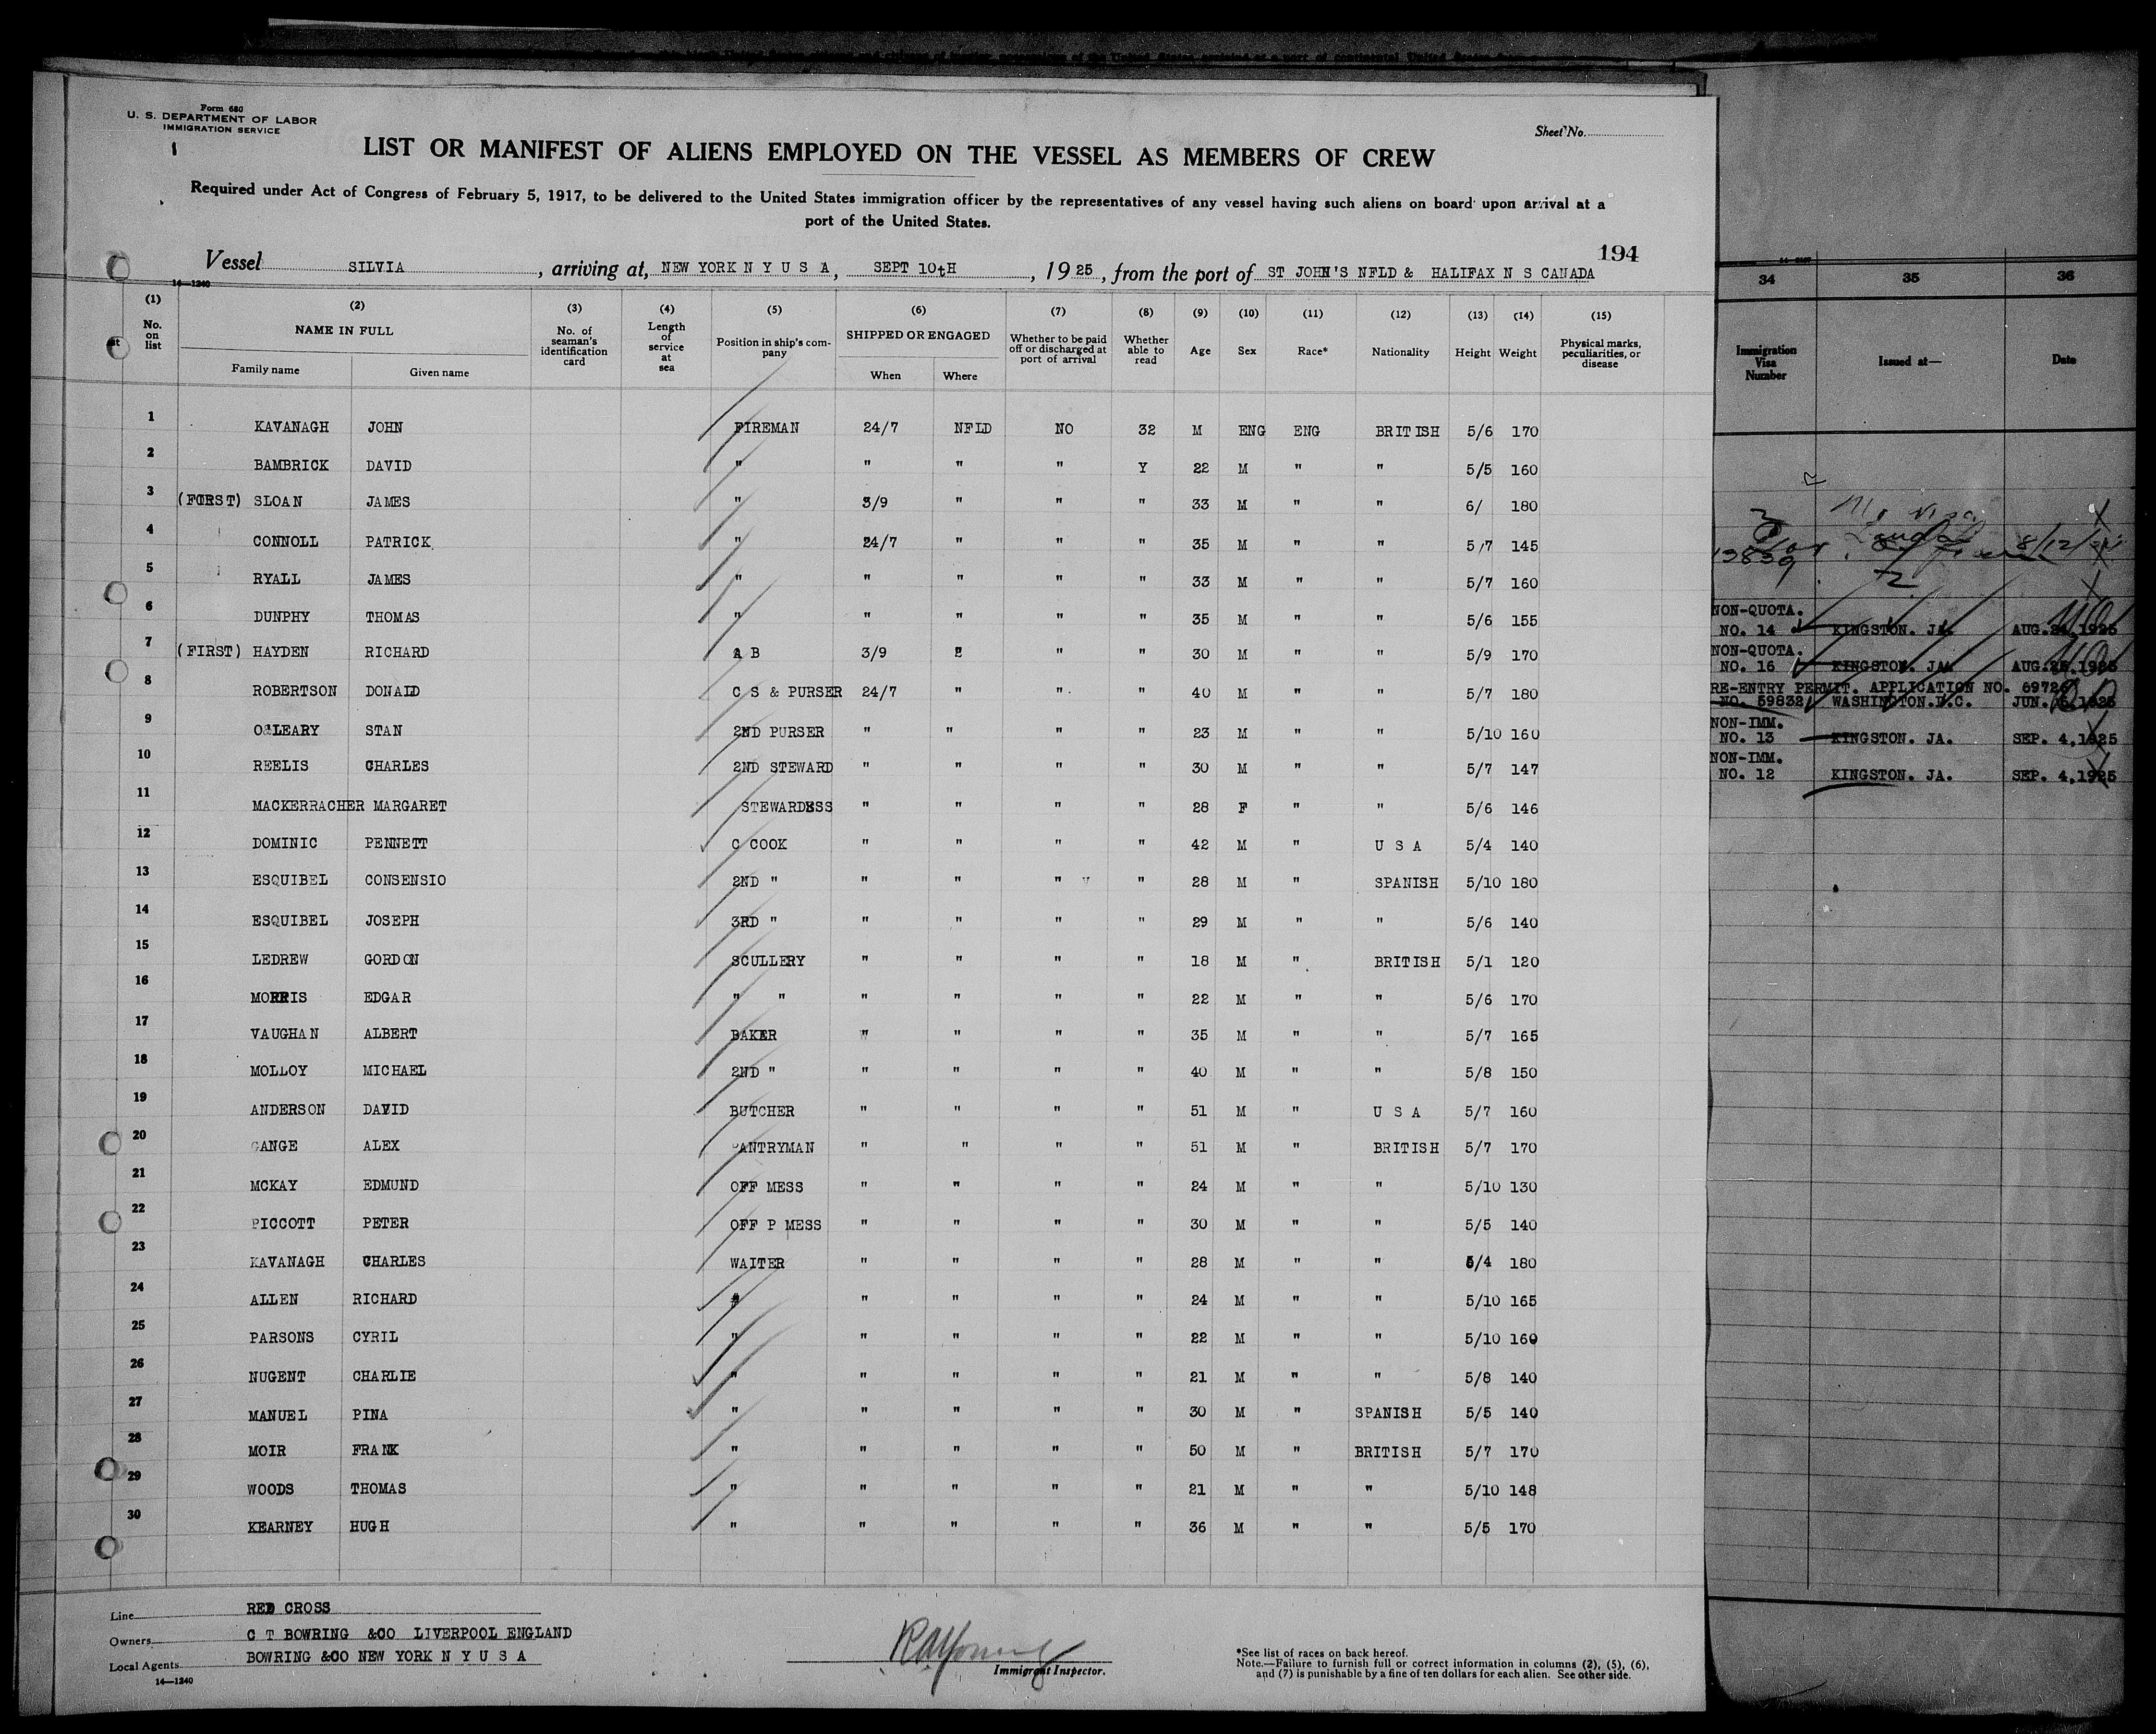 Form 680
U. S. DEPARTMENT OF LABOR
IMMIGRATION SERVICE
Sheet No.
LIST OR MANIFEST OF ALIENS EMPLOYED ON THE VESSEL AS MEMBERS OF CREW
Required under Act of Congress of February 5, 1917, to be delivered to the United States immigration officer by the representatives of any vessel having such aliens on board upon arrival at a
port of the United States.
194
Vessel SILVIA, arriving at, NEW YORK N Y U S A, SEPT 10tH, 1925, from the port of ST JOHN'S NFLD & HALIFAX N S CANADA
14—1240
(1) (2) (3) (4) (5) (6) (7) (8) (9) (10) (11) (12) (13) (14) (15)
No. on list NAME IN FULL Family name Given name No. of seaman's identification card Length of service at sea Position in ship's company SHIPPED OR ENGAGED When Where Whether to be paid off or discharged at port of arrival Whether able to read Age Sex Race* Nationality Height Weight Physical marks, peculiarities, or disease
1 KAVANAGH JOHN FIREMAN 24/7 NFLD NO 32 M ENG ENG BRITISH 5/6 170
2 BAMBRICK DAVID " " " " Y 22 M " " 5/5 160
3 (FORST) SLOAN JAMES " 3/9 " " " 33 M " " 6/ 180
4 CONNOLL PATRICK " 24/7 " " " 35 M " " 5/7 145
5 RYALL JAMES " " " " " 33 M " " 5/7 160
6 DUNPHY THOMAS " " " " " 35 M " " 5/6 155
7 (FIRST) HAYDEN RICHARD A B 3/9 " " " 30 M " " 5/9 170
8 ROBERTSON DONALD C S & PURSER 24/7 " " " 40 M " " 5/7 180
9 O'LEARY STAN 2ND PURSER " " " " 23 M " " 5/10 160
10 REELIS CHARLES 2ND STEWARD " " " " 30 M " " 5/7 147
11 MACKERRACHER MARGARET STEWARDESS " " " " 28 F " " 5/6 146
12 DOMINIC PENNETT C COOK " " " " 42 M " U S A 5/4 140
13 ESQUIBEL CONSENSIO 2ND " " " " " 28 M " SPANISH 5/10 180
14 ESQUIBEL JOSEPH 3RD " " " " " 29 M " " 5/6 140
15 LEDREW GORDON SCULLERY " " " " 18 M " BRITISH 5/1 120
16 MORRIS EDGAR " " " " " " 22 M " " 5/6 170
17 VAUGHAN ALBERT BAKER " " " " 35 M " " 5/7 165
18 MOLLOY MICHAEL 2ND " " " " " 40 M " " 5/8 150
19 ANDERSON DAVID BUTCHER " " " " 51 M " U S A 5/7 160
20 GANGE ALEX PANTRYMAN " " " " 51 M " BRITISH 5/7 170
21 MCKAY EDMUND OFF MESS " " " " 24 M " " 5/10 130
22 PICCOTT PETER OFF P MESS " " " " 30 M " " 5/5 140
23 KAVANAGH CHARLES WAITER " " " " 28 M " " 5/4 180
24 ALLEN RICHARD " " " " " 24 M " " 5/10 165
25 PARSONS CYRIL " " " " " 22 M " " 5/10 160
26 NUGENT CHARLIE " " " " " 21 M " " 5/8 140
27 MANUEL PINA " " " " " 30 M " SPANISH 5/5 140
28 MOIR FRANK " " " " " 50 M " BRITISH 5/7 170
29 WOODS THOMAS " " " " " 21 M " " 5/10 148
30 KEARNEY HUGH " " " " " 36 M " " 5/5 170
Line RED CROSS
Owners C T BOWRING &CO LIVERPOOL ENGLAND
Local Agents BOWRING &CO NEW YORK N Y U S A
14—1240
Immigrant Inspector.
*See list of races on back hereof.
Note.—Failure to furnish full or correct information in columns (2), (5), (6),
and (7) is punishable by a fine of ten dollars for each alien. See other side.
34 35 36
Immigration Visa Number Issued at— Date
No visa
8/12/
NON-QUOTA.
NO. 14 KINGSTON. JA. AUG. 1925
NON-QUOTA.
NO. 16 KINGSTON. JA. AUG. 1925
RE-ENTRY PERMIT. APPLICATION NO. 69726
NO. 59832 WASHINGTON.D.C. JUN. 1925
NON-IMM.
NO. 13 KINGSTON. JA. SEP. 4,1925
NON-IMM.
NO. 12 KINGSTON. JA. SEP. 4,1925